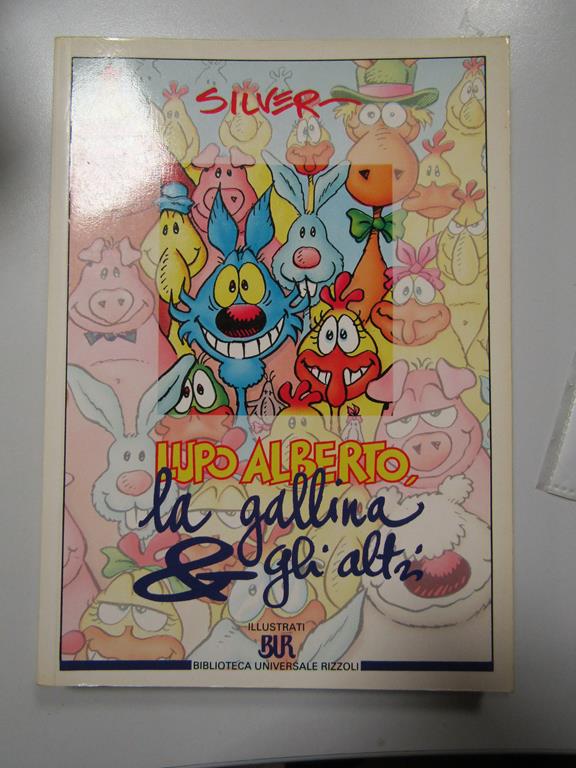 SILVER
LUPO ALBERTO,
la gallina
& gli altri
ILLUSTRATI
BUR
BIBLIOTECA UNIVERSALE RIZZOLI